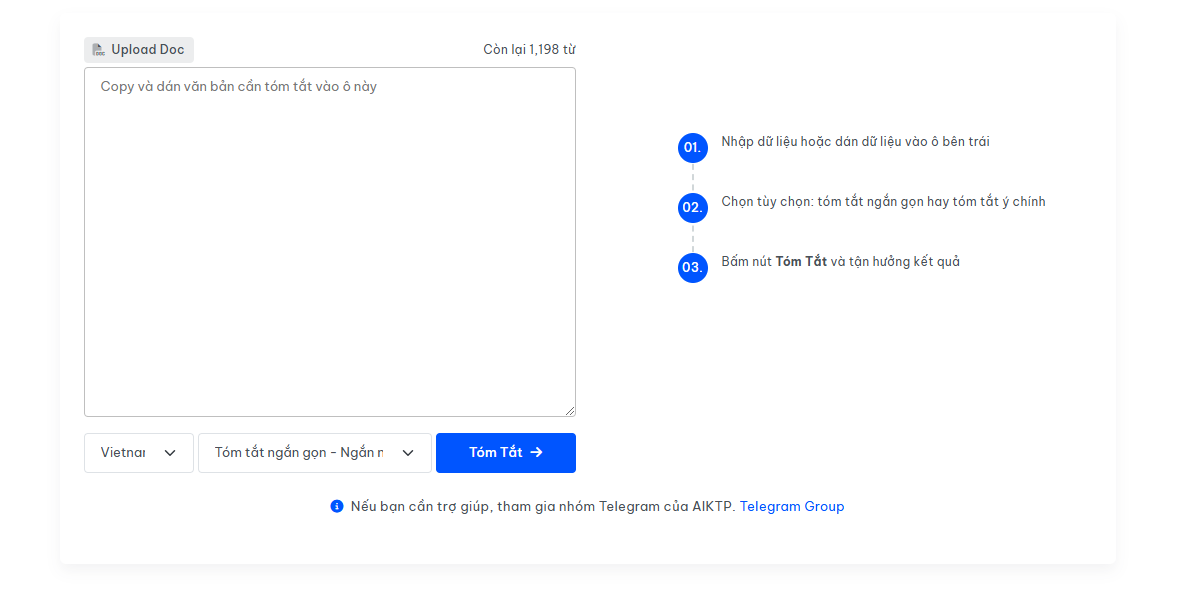 Upload Doc
Còn lại 1,198 từ
Copy và dán văn bản cần tóm tắt vào ô này
01. Nhập dữ liệu hoặc dán dữ liệu vào ô bên trái
02. Chọn tùy chọn: tóm tắt ngắn gọn hay tóm tắt ý chính
03. Bấm nút Tóm Tắt và tận hưởng kết quả
Tóm tắt ngắn gọn - Ngắn
Tóm Tắt →
Nếu bạn cần trợ giúp, tham gia nhóm Telegram của AIKTP. Telegram Group